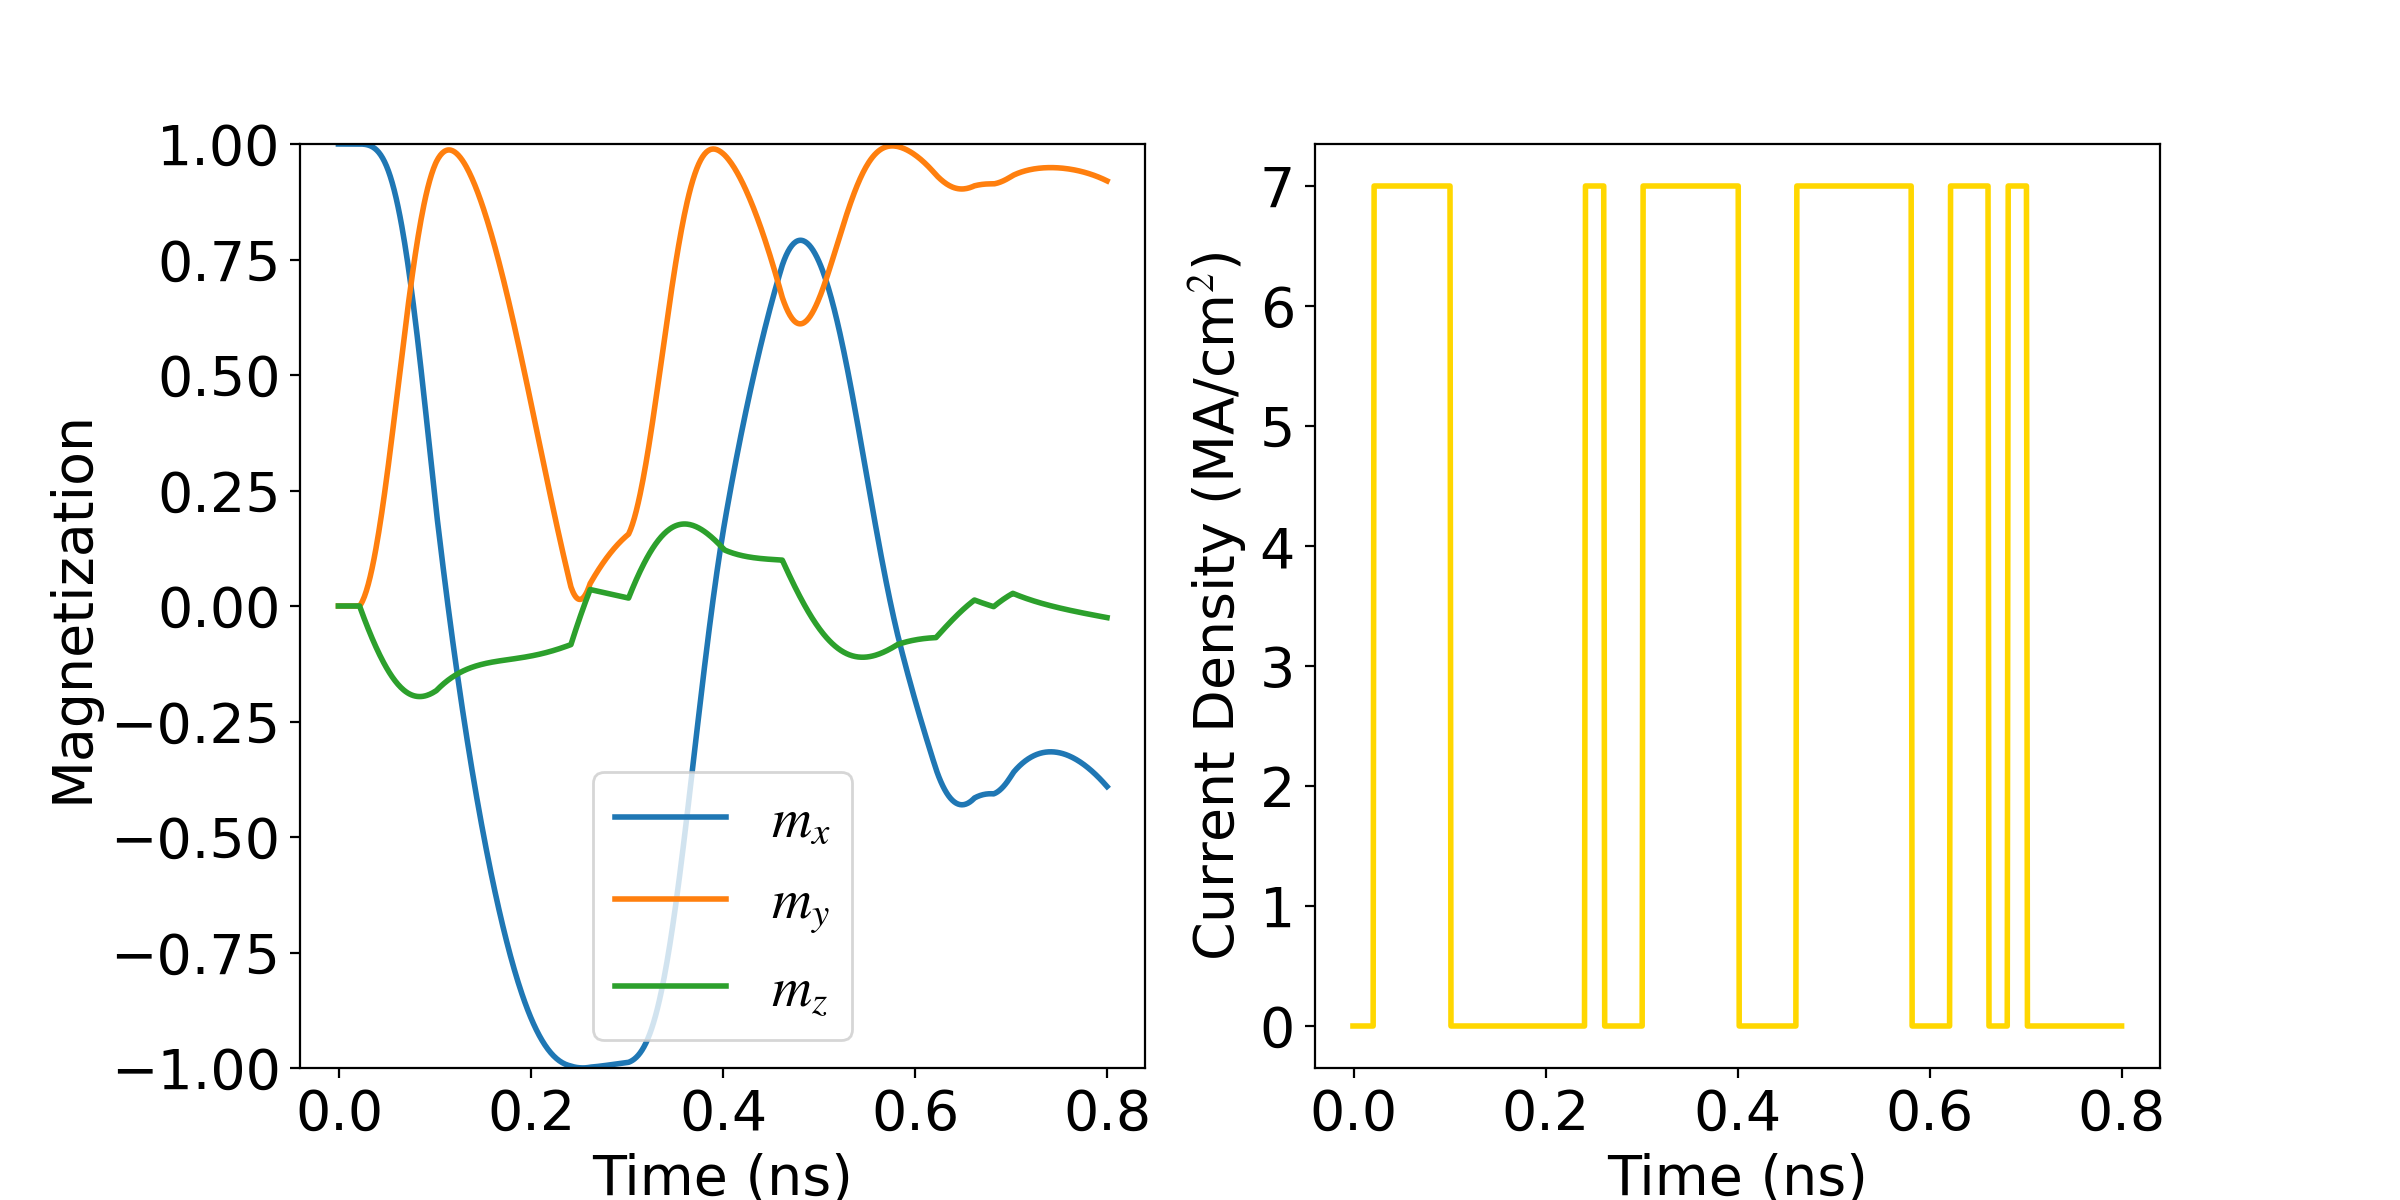 Magnetization
1.00
0.75
0.50
0.25
0.00
−0.25
−0.50
−0.75
−1.00
0.0 0.2 0.4 0.6 0.8
Time (ns)
m_x
m_y
m_z
Current Density (MA/cm²)
7
6
5
4
3
2
1
0
0.0 0.2 0.4 0.6 0.8
Time (ns)